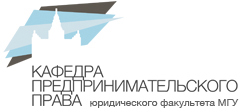 КАФЕДРА
ПРЕДПРИНИМАТЕЛЬСКОГО
ПРАВА юридического факультета МГУ